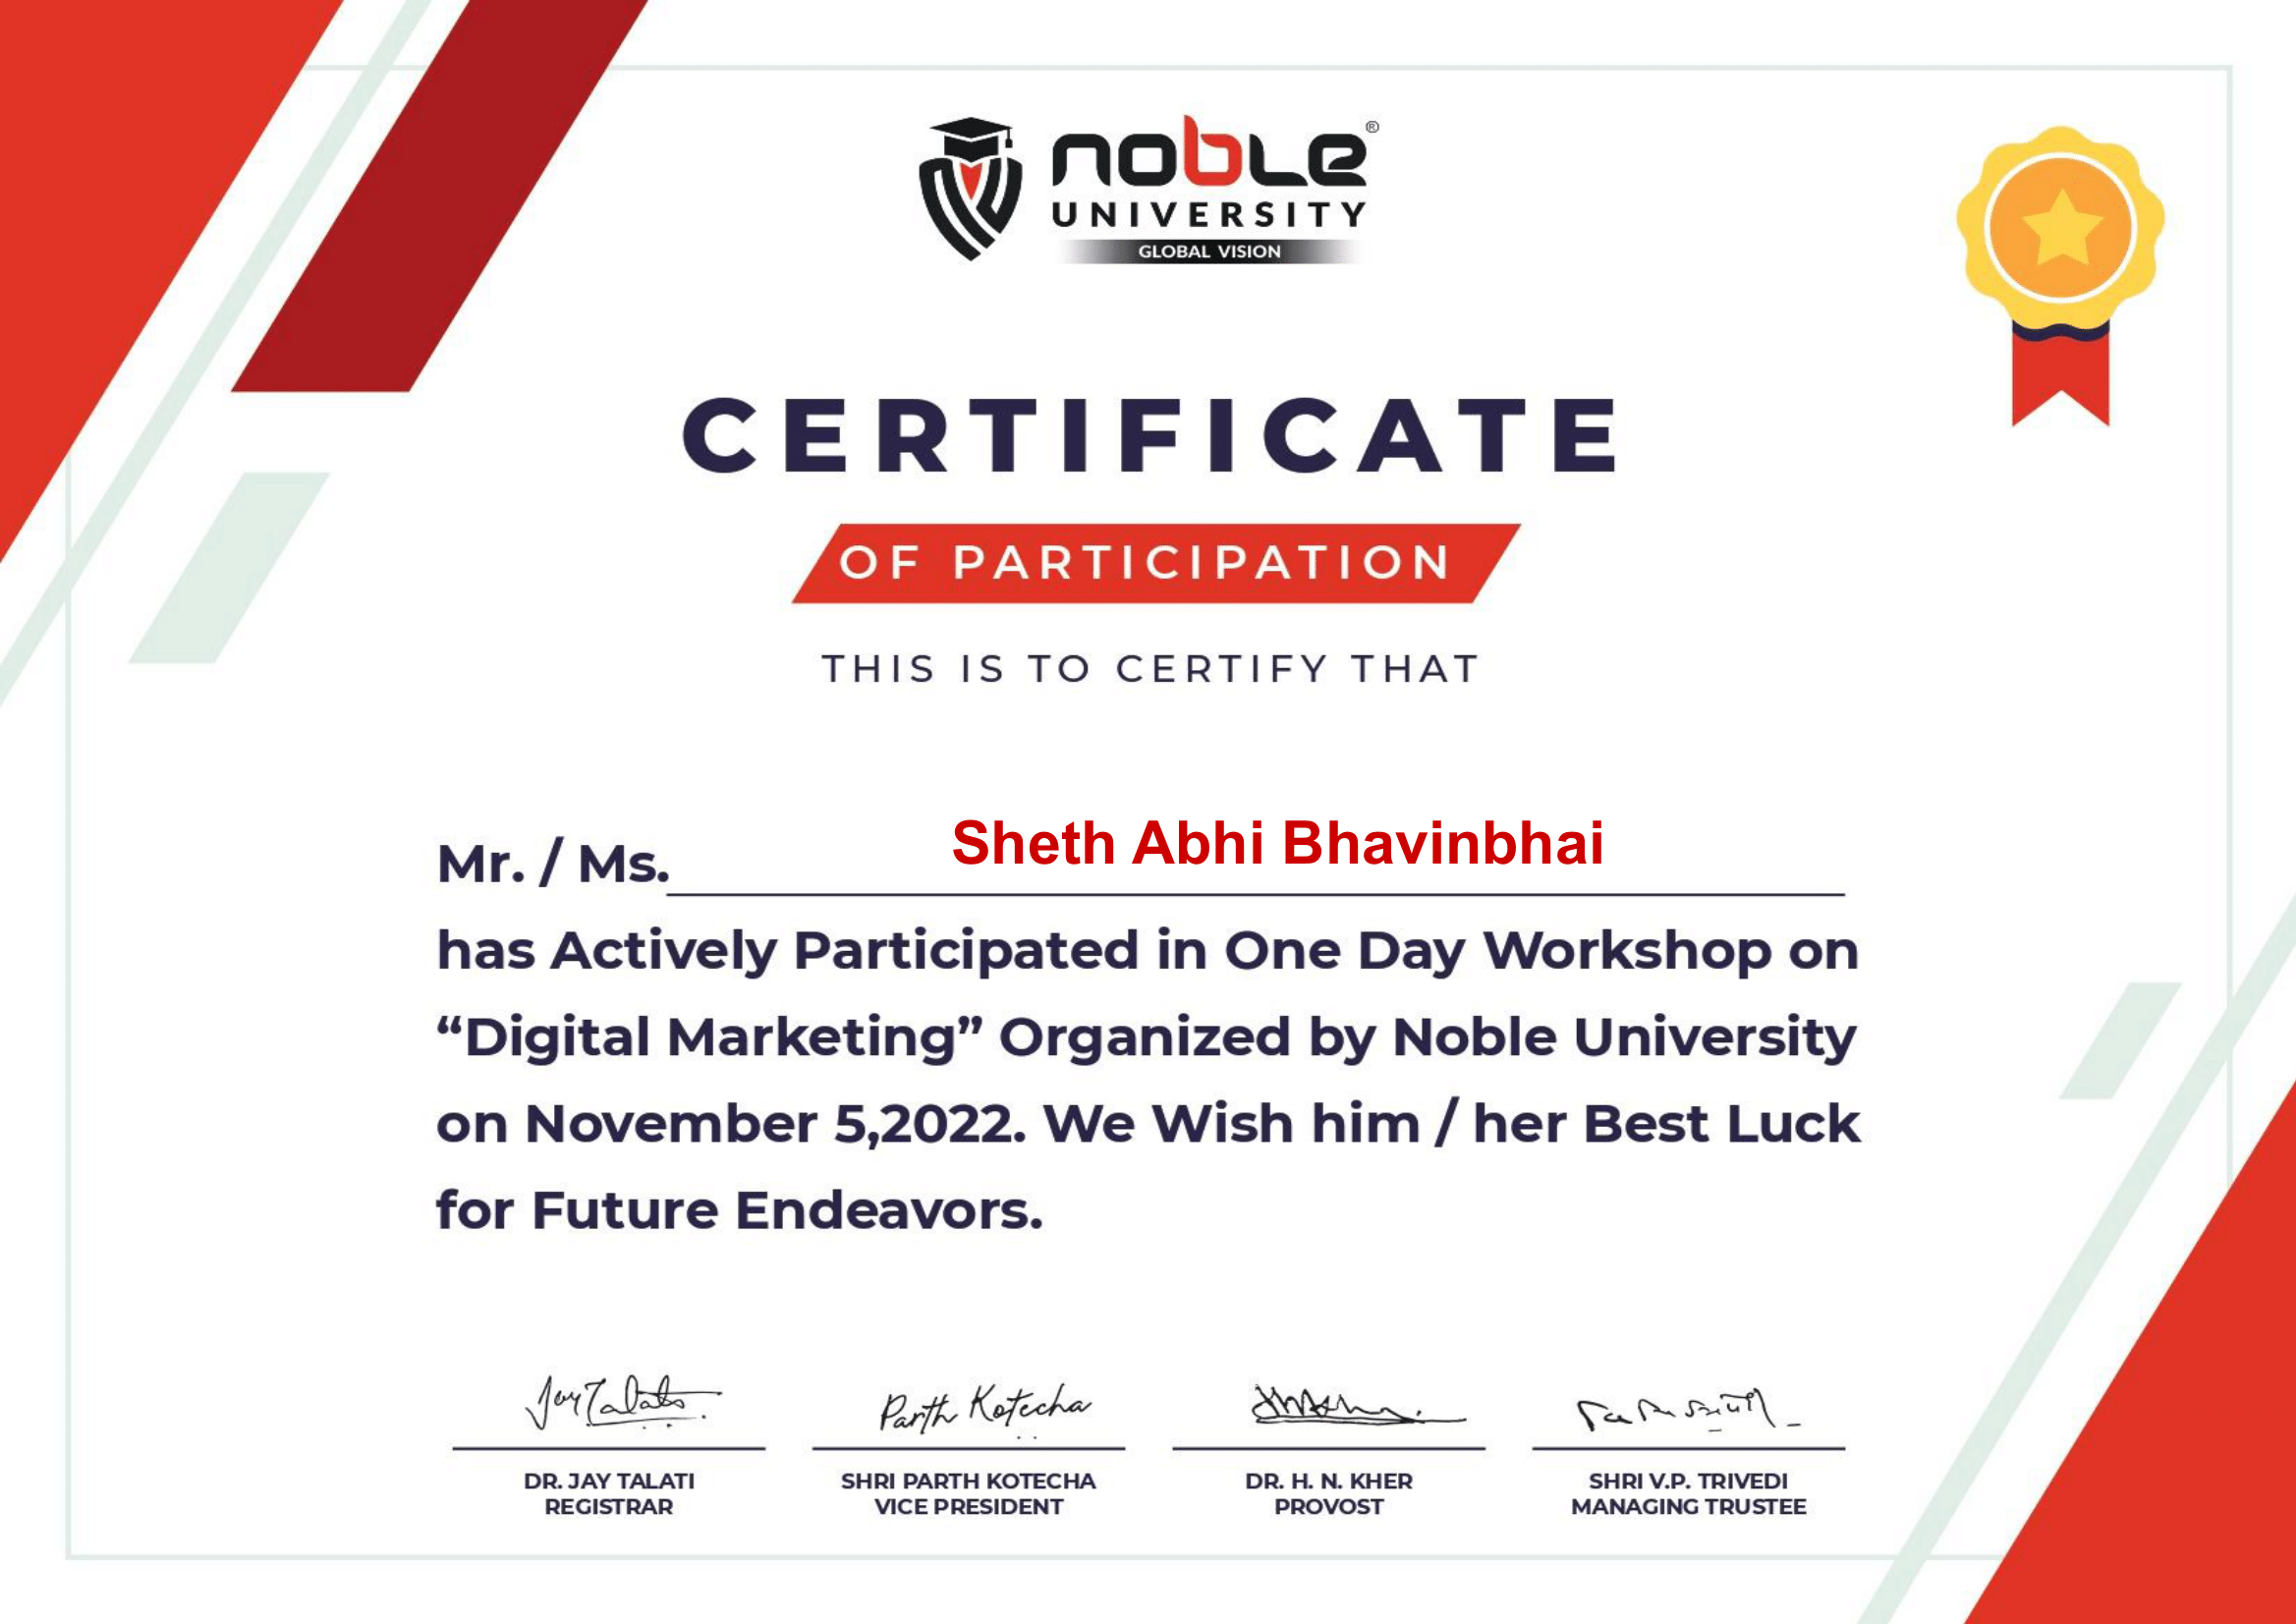 noble®
UNIVERSITY
GLOBAL VISION
CERTIFICATE
OF PARTICIPATION
THIS IS TO CERTIFY THAT
Mr. / Ms. Sheth Abhi Bhavinbhai
has Actively Participated in One Day Workshop on
“Digital Marketing” Organized by Noble University
on November 5,2022. We Wish him / her Best Luck
for Future Endeavors.
Jay Talati Parth Kotecha
DR. JAY TALATI SHRI PARTH KOTECHA DR. H. N. KHER SHRI V.P. TRIVEDI
REGISTRAR VICE PRESIDENT PROVOST MANAGING TRUSTEE